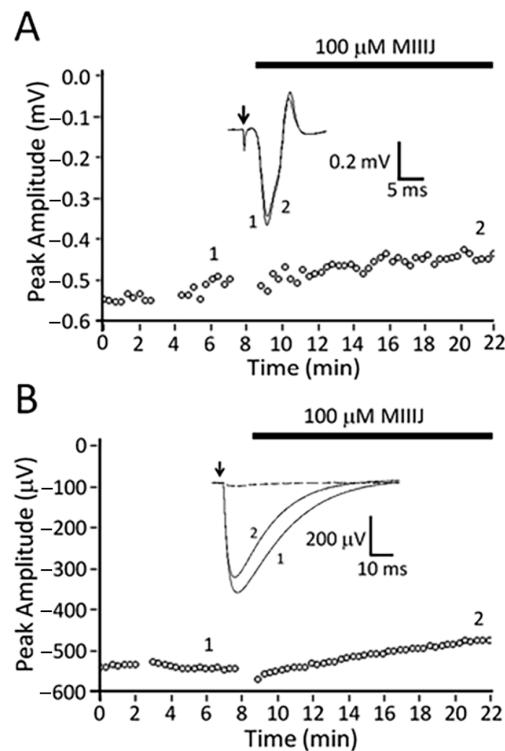 A
100 μM MIIIJ
Peak Amplitude (mV)
0.0
−0.1
−0.2
−0.3
−0.4
−0.5
−0.6
1
2
0.2 mV
5 ms
1
2
0 2 4 6 8 10 12 14 16 18 20 22
Time (min)
B
100 μM MIIIJ
Peak Amplitude (μV)
0
−100
−200
−300
−400
−500
−600
2
1
200 μV
10 ms
1
2
0 2 4 6 8 10 12 14 16 18 20 22
Time (min)